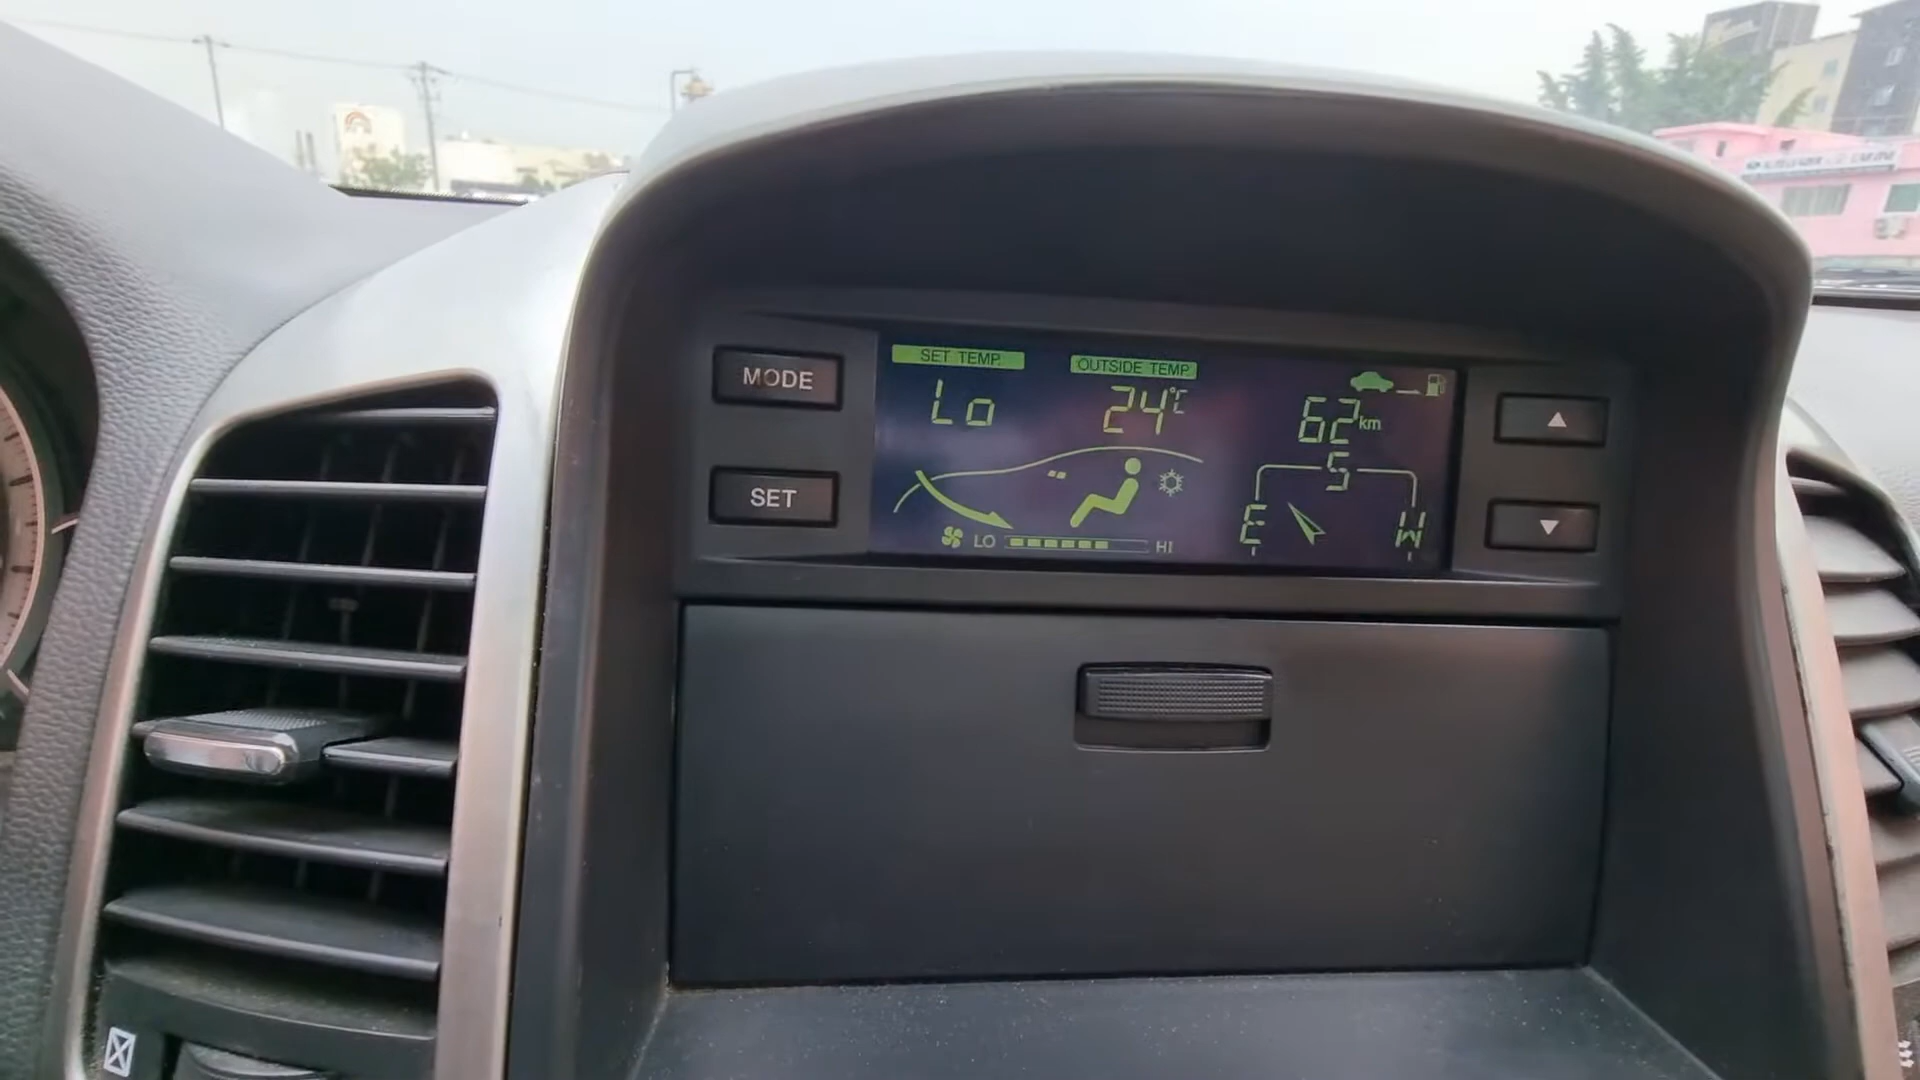 MODE
SET TEMP.
OUTSIDE TEMP.
Lo
24°C
62km
S
SET
E
W
LO
HI